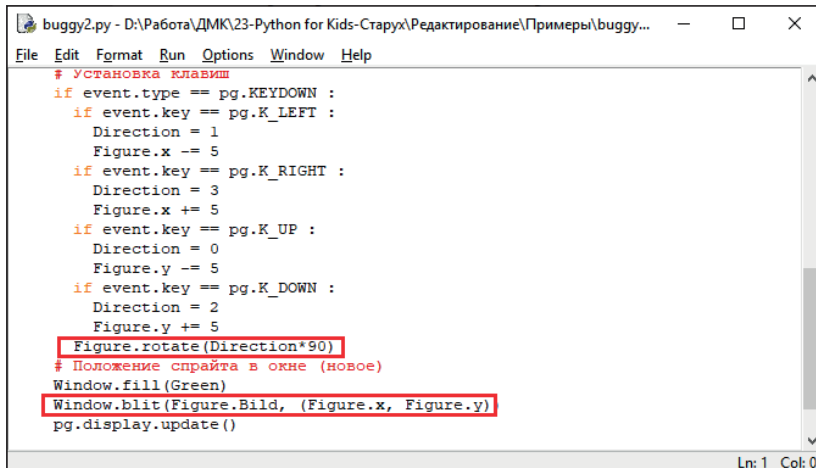 buggy2.py - D:\Работа\ДМК\23-Python for Kids-Старух\Редактирование\Примеры\buggy...
File Edit Format Run Options Window Help
# Установка клавиш
if event.type == pg.KEYDOWN :
if event.key == pg.K_LEFT :
Direction = 1
Figure.x -= 5
if event.key == pg.K_RIGHT :
Direction = 3
Figure.x += 5
if event.key == pg.K_UP :
Direction = 0
Figure.y -= 5
if event.key == pg.K_DOWN :
Direction = 2
Figure.y += 5
Figure.rotate(Direction*90)
# Положение спрайта в окне (новое)
Window.fill(Green)
Window.blit(Figure.Bild, (Figure.x, Figure.y))
pg.display.update()
Ln: 1 Col: 0